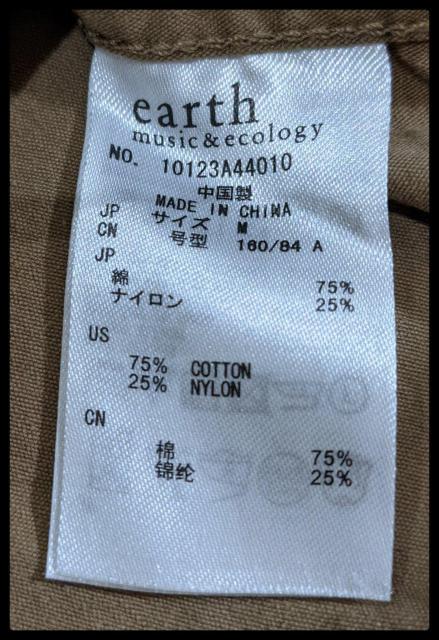 earth
music&ecology
NO. 10123A44010
中国製
MADE IN CHINA
JP サイズ M
CN 号型 160/84 A
JP
綿 75%
ナイロン 25%
US
75% COTTON
25% NYLON
CN
棉 75%
锦纶 25%